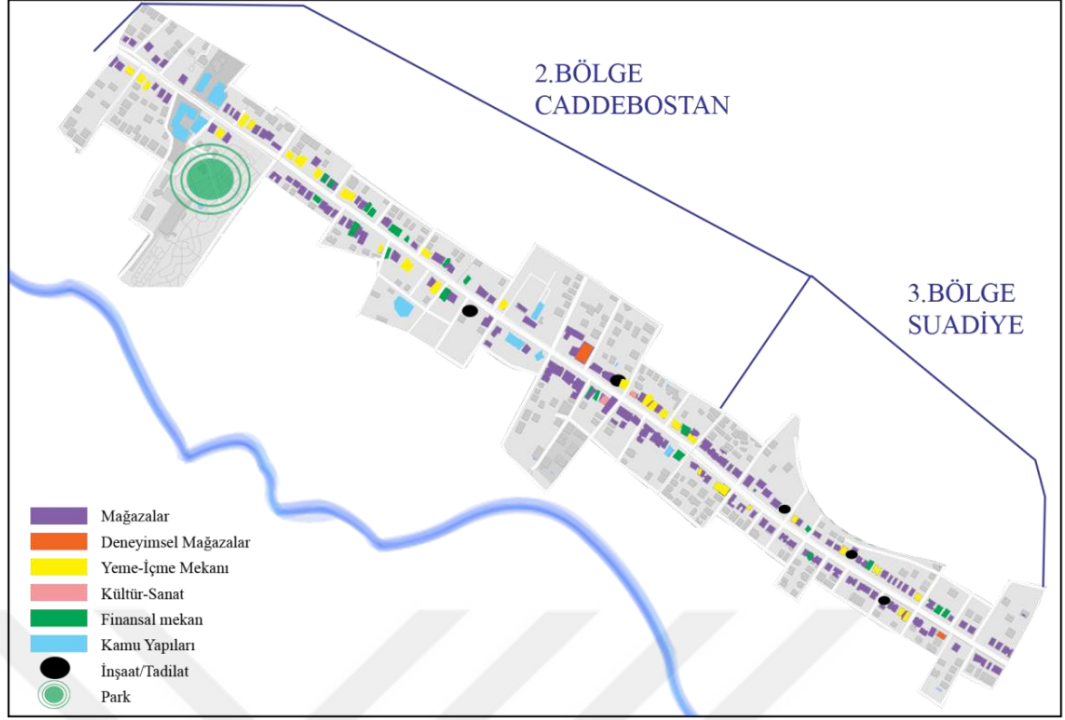 2.BÖLGE
CADDEBOSTAN
3.BÖLGE
SUADİYE
Mağazalar
Deneyimsel Mağazalar
Yeme-İçme Mekanı
Kültür-Sanat
Finansal mekan
Kamu Yapıları
İnşaat/Tadilat
Park